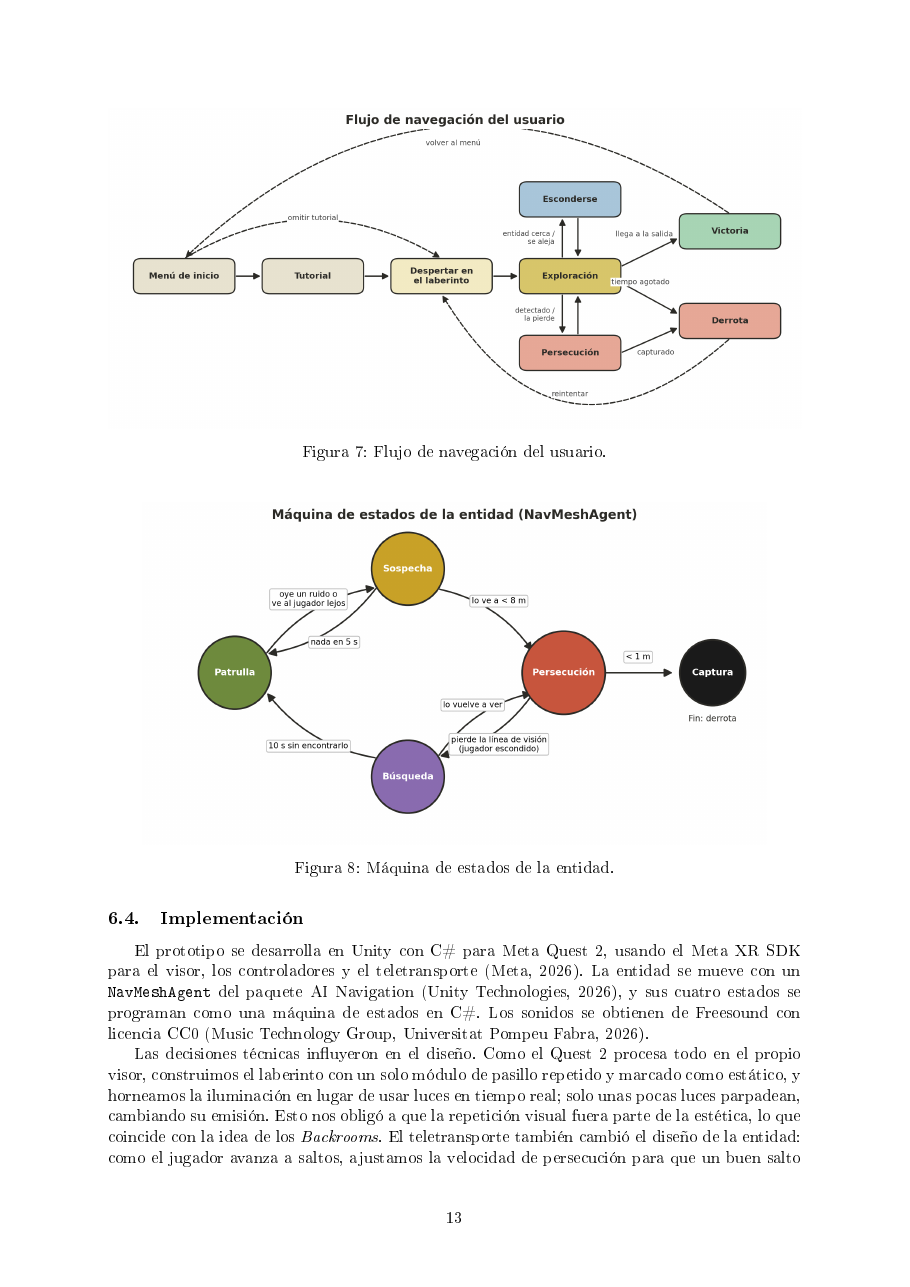 Flujo de navegación del usuario
volver al menú
omitir tutorial
Esconderse
entidad cerca /
se aleja
llega a la salida
Victoria
Menú de inicio
Tutorial
Despertar en
el laberinto
Exploración
tiempo agotado
detectado /
la pierde
Derrota
Persecución
capturado
reintentar
Figura 7: Flujo de navegación del usuario.
Máquina de estados de la entidad (NavMeshAgent)
Sospecha
oye un ruido o
ve al jugador lejos
lo ve a < 8 m
nada en 5 s
Patrulla
Persecución
< 1 m
Captura
Fin: derrota
lo vuelve a ver
pierde la línea de visión
(jugador escondido)
10 s sin encontrarlo
Búsqueda
Figura 8: Máquina de estados de la entidad.
6.4. Implementación
El prototipo se desarrolla en Unity con C# para Meta Quest 2, usando el Meta XR SDK
para el visor, los controladores y el teletransporte (Meta, 2026). La entidad se mueve con un
NavMeshAgent del paquete AI Navigation (Unity Technologies, 2026), y sus cuatro estados se
programan como una máquina de estados en C#. Los sonidos se obtienen de Freesound con
licencia CC0 (Music Technology Group, Universitat Pompeu Fabra, 2026).
Las decisiones técnicas influyeron en el diseño. Como el Quest 2 procesa todo en el propio
visor, construimos el laberinto con un solo módulo de pasillo repetido y marcado como estático, y
horneamos la iluminación en lugar de usar luces en tiempo real; solo unas pocas luces parpadean,
cambiando su emisión. Esto nos obligó a que la repetición visual fuera parte de la estética, lo que
coincide con la idea de los Backrooms. El teletransporte también cambió el diseño de la entidad:
como el jugador avanza a saltos, ajustamos la velocidad de persecución para que un buen salto
13